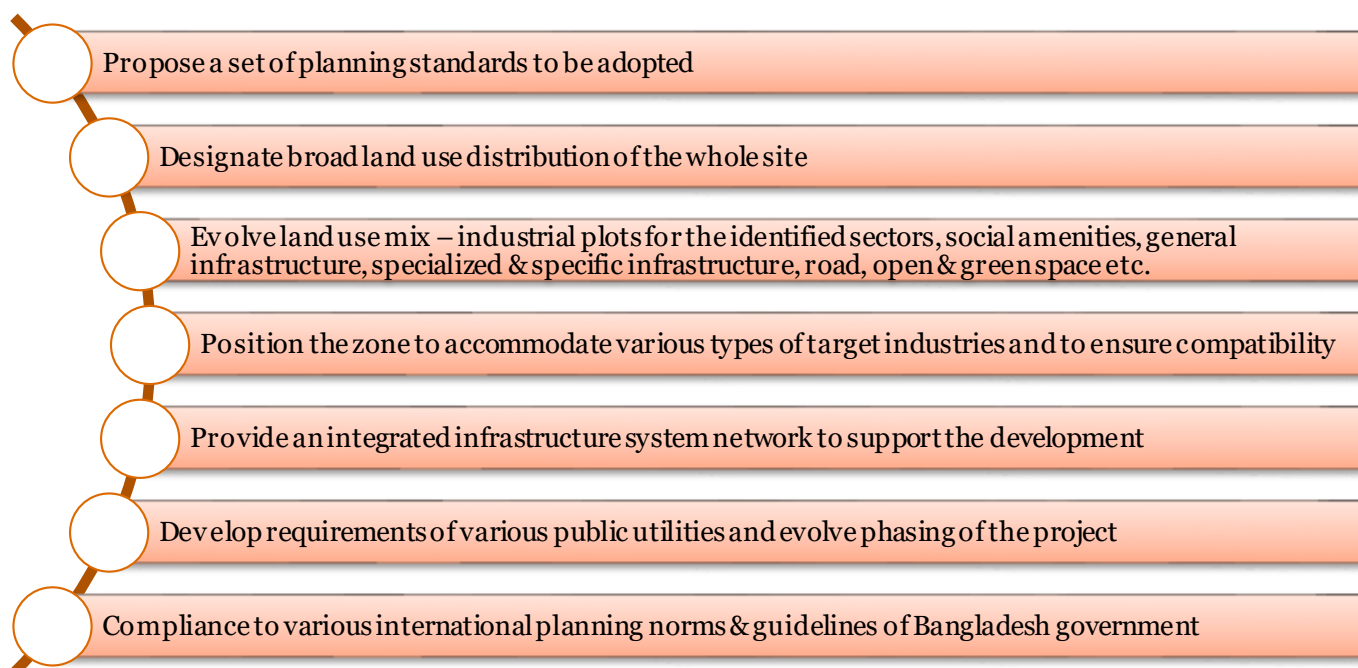 Propose a set of planning standards to be adopted
Designate broad land use distribution of the whole site
Evolve land use mix – industrial plots for the identified sectors, social amenities, general
infrastructure, specialized & specific infrastructure, road, open & green space etc.
Position the zone to accommodate various types of target industries and to ensure compatibility
Provide an integrated infrastructure system network to support the development
Develop requirements of various public utilities and evolve phasing of the project
Compliance to various international planning norms & guidelines of Bangladesh government